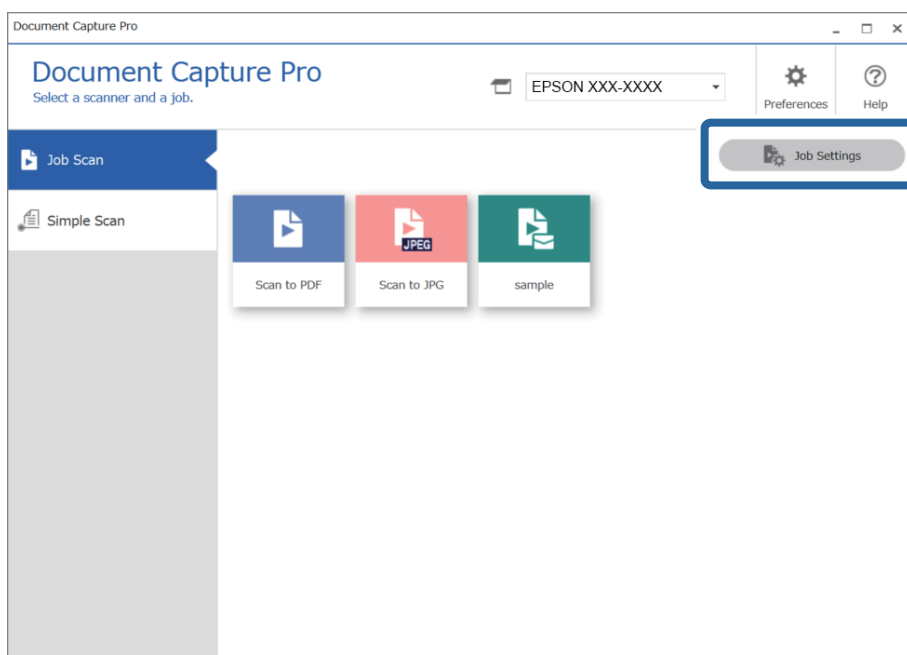 Document Capture Pro
Document Capture Pro
Select a scanner and a job.
EPSON XXX-XXXX
Preferences
Help
Job Scan
Job Settings
Simple Scan
JPEG
Scan to PDF
Scan to JPG
sample